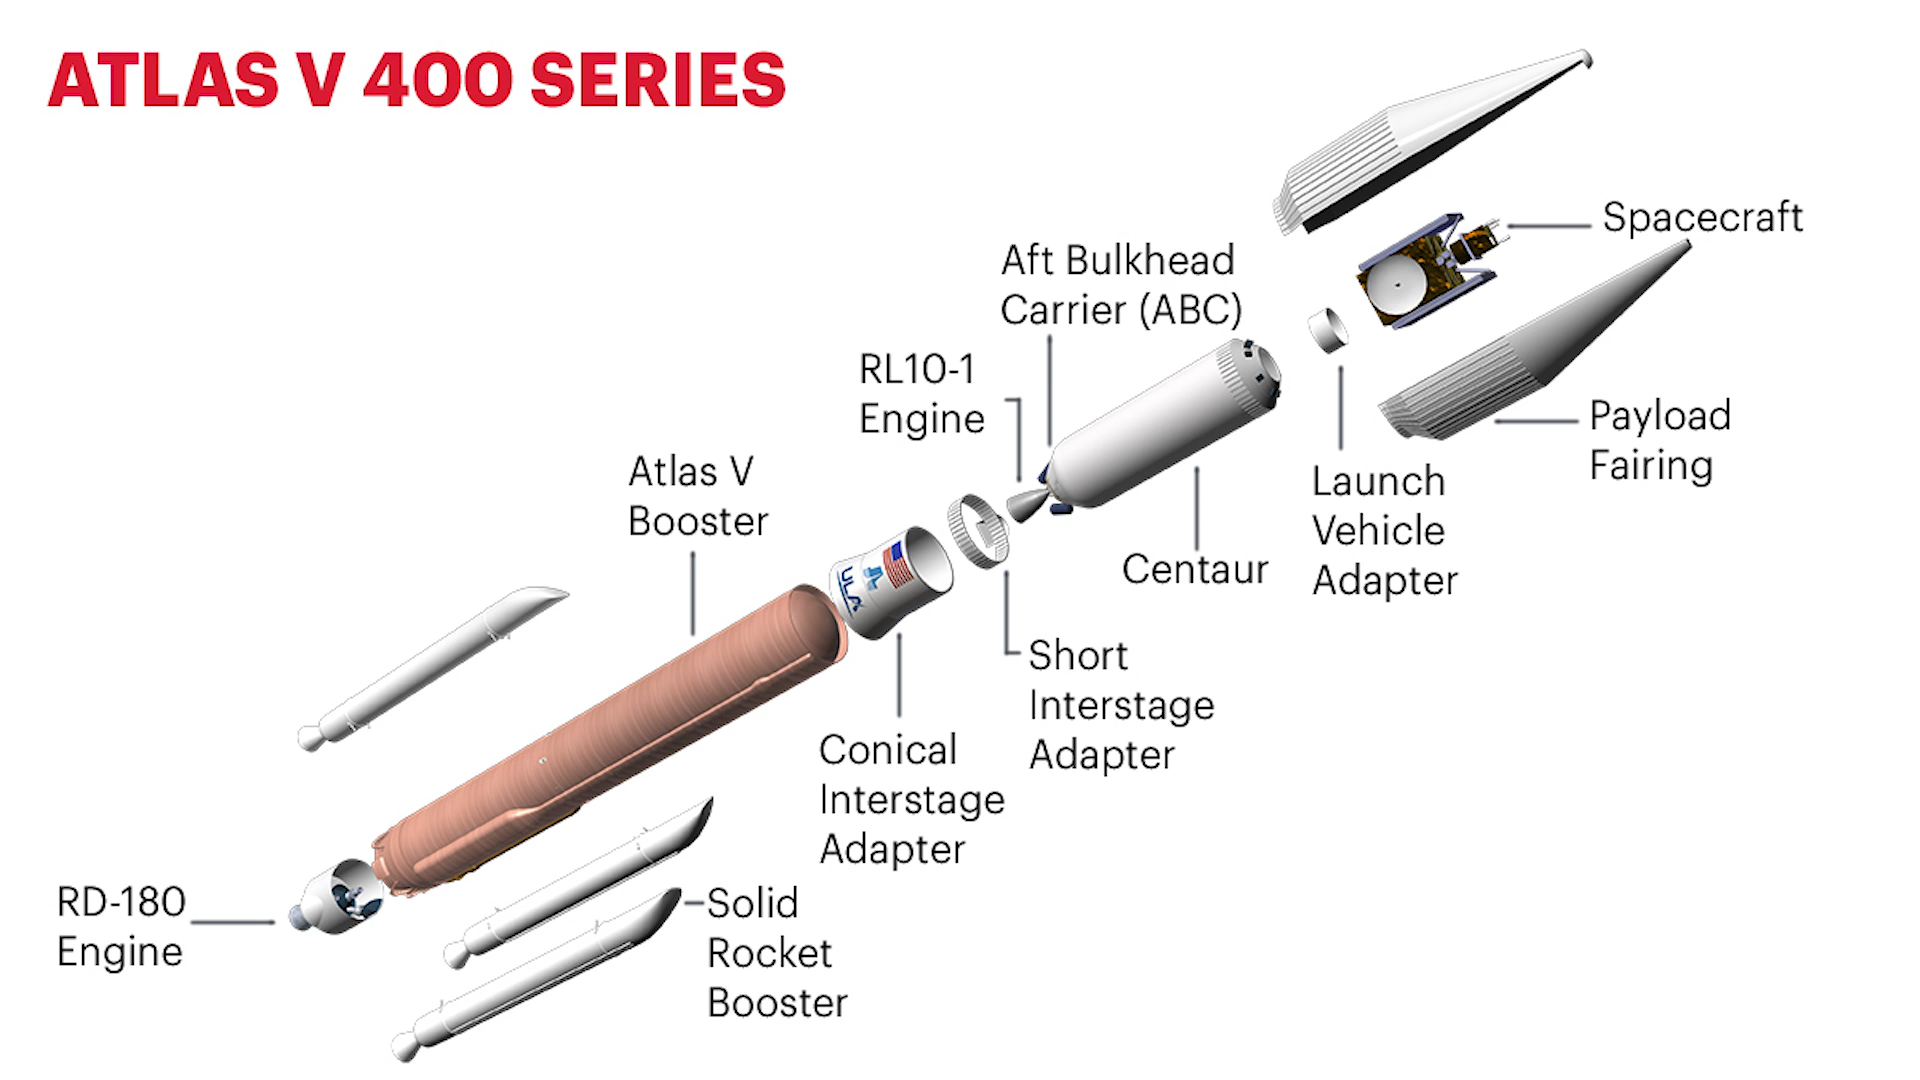 ATLAS V 400 SERIES
Spacecraft
Aft Bulkhead
Carrier (ABC)
RL10-1
Engine
Payload
Fairing
Atlas V
Booster
Launch
Vehicle
Adapter
Centaur
ULA
Short
Interstage
Adapter
Conical
Interstage
Adapter
RD-180
Engine
Solid
Rocket
Booster